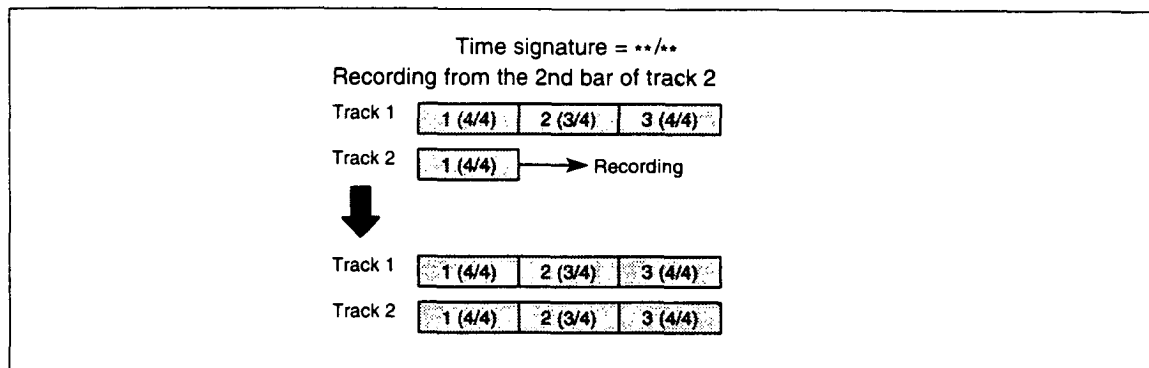 Time signature = **/**
Recording from the 2nd bar of track 2
Track 1 1 (4/4) 2 (3/4) 3 (4/4)
Track 2 1 (4/4) Recording
Track 1 1 (4/4) 2 (3/4) 3 (4/4)
Track 2 1 (4/4) 2 (3/4) 3 (4/4)